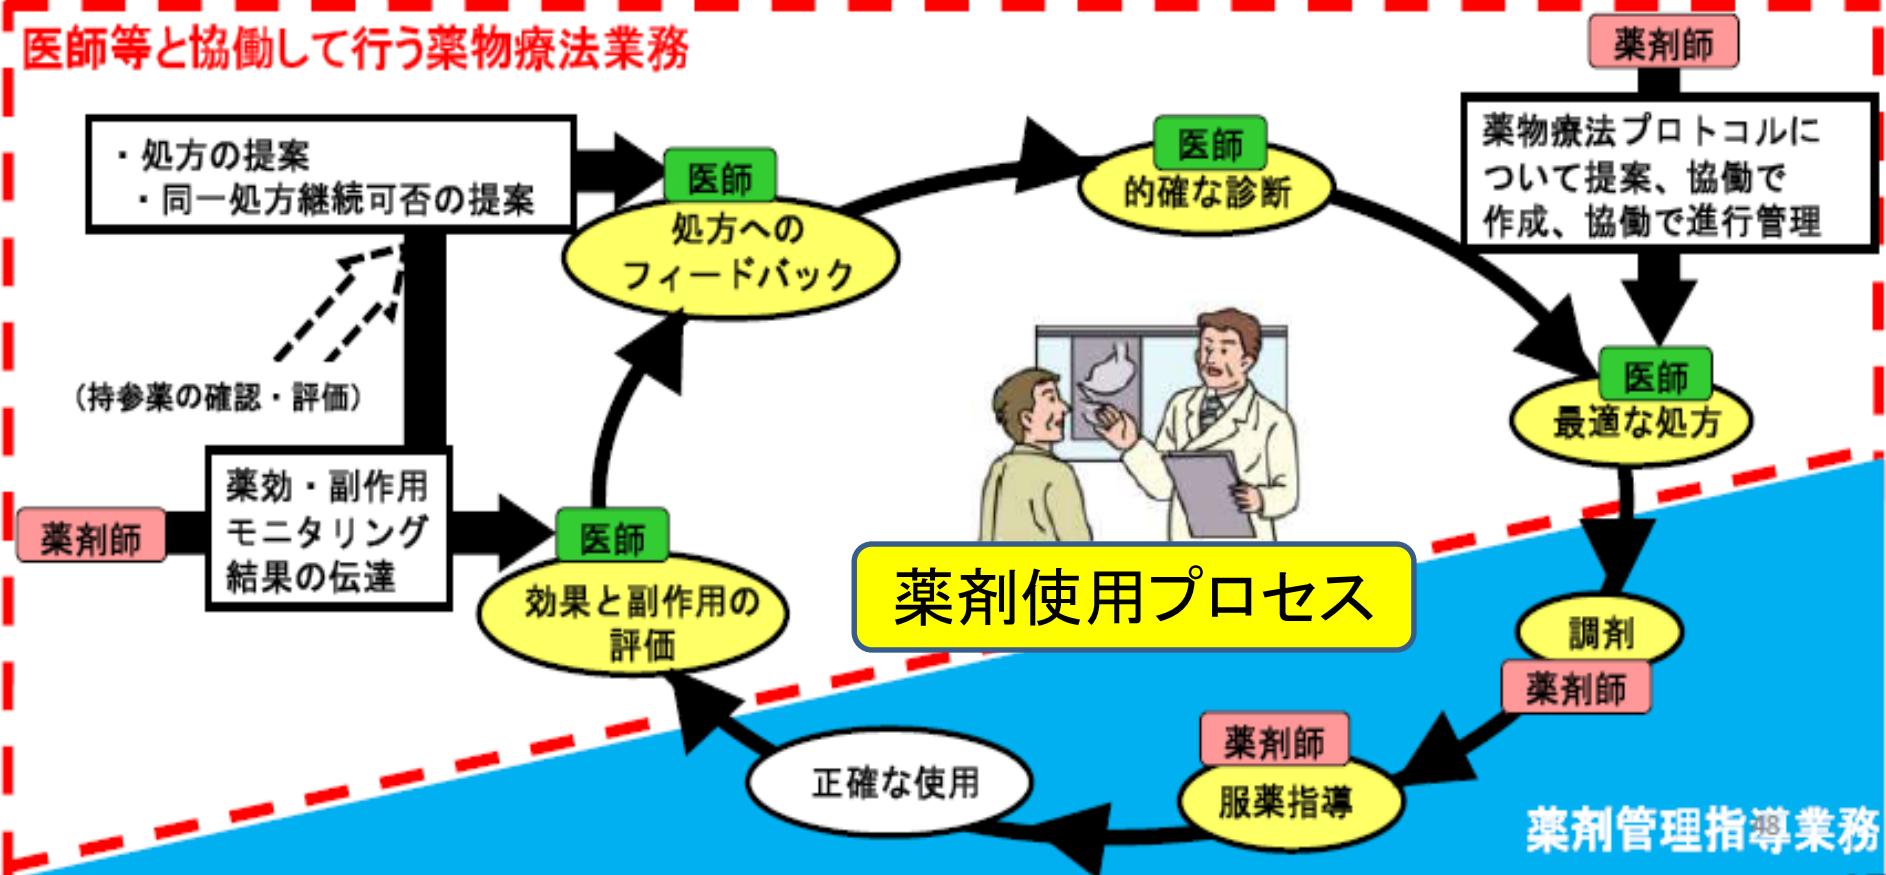 医師等と協働して行う薬物療法業務
薬剤師
薬物療法プロトコルに
ついて提案、協働で
作成、協働で進行管理
・処方の提案
・同一処方継続可否の提案
医師
処方への
フィードバック
医師
的確な診断
医師
最適な処方
(持参薬の確認・評価)
薬剤師
薬効・副作用
モニタリング
結果の伝達
医師
効果と副作用の
評価
薬剤使用プロセス
調剤
薬剤師
薬剤師
服薬指導
正確な使用
薬剤管理指導業務
48